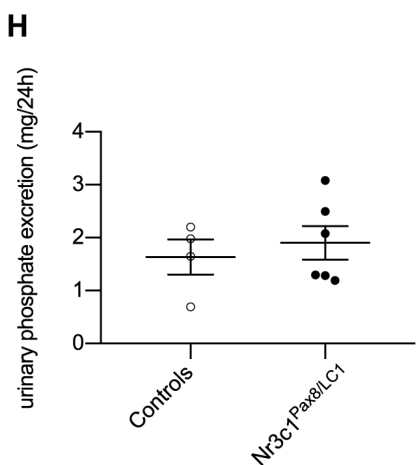 H
urinary phosphate excretion (mg/24h)
4
3
2
1
0
Controls
Nr3c1Pax8/LC1